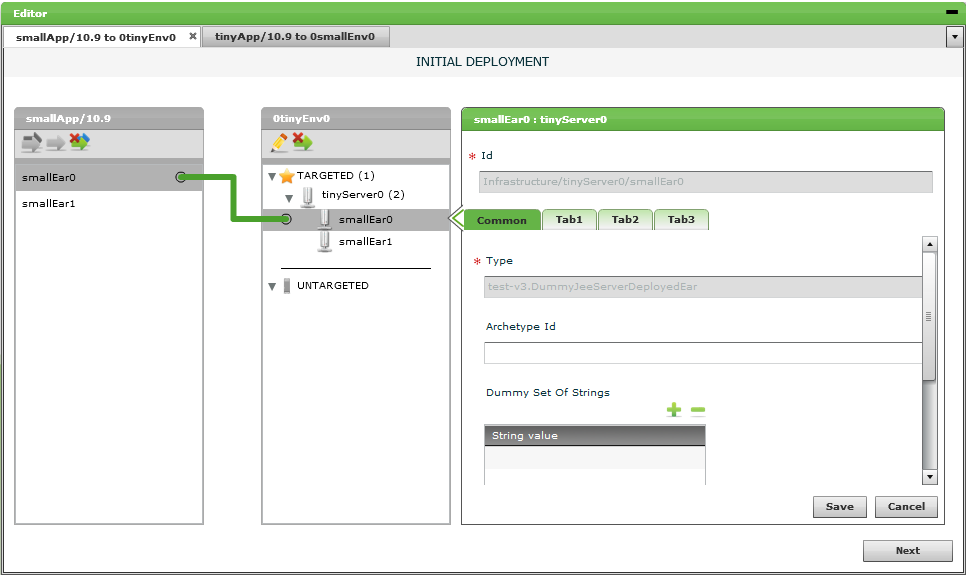 Editor
smallApp/10.9 to 0tinyEnv0
tinyApp/10.9 to 0smallEnv0
INITIAL DEPLOYMENT
smallApp/10.9
smallEar0
smallEar1
0tinyEnv0
TARGETED (1)
tinyServer0 (2)
smallEar0
smallEar1
UNTARGETED
smallEar0 : tinyServer0
* Id
Infrastructure/tinyServer0/smallEar0
Common Tab1 Tab2 Tab3
* Type
test-v3.DummyJeeServerDeployedEar
Archetype Id
Dummy Set Of Strings
String value
Save Cancel
Next